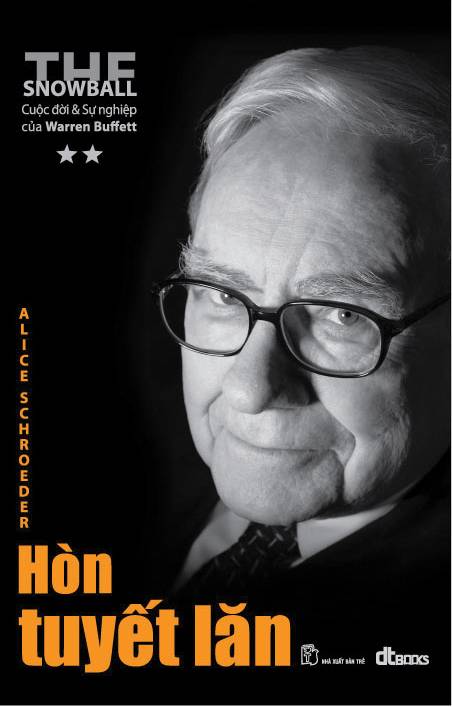 THE
SNOWBALL
Cuộc đời & Sự nghiệp
của Warren Buffett
ALICE SCHROEDER
Hòn
tuyết lăn
NHÀ XUẤT BẢN TRẺ
dtBOOKS